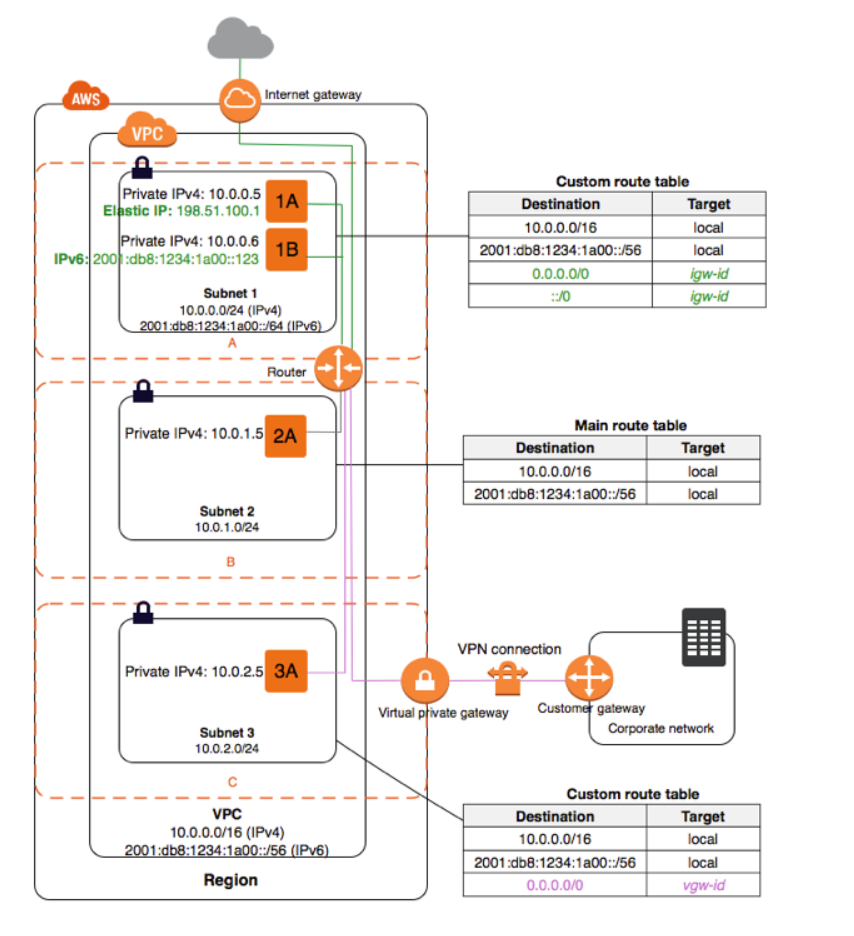 Internet gateway
AWS
VPC
Private IPv4: 10.0.0.5
Elastic IP: 198.51.100.1
1A
Private IPv4: 10.0.0.6
IPv6: 2001:db8:1234:1a00::123
1B
Subnet 1
10.0.0.0/24 (IPv4)
2001:db8:1234:1a00::/64 (IPv6)
A
Custom route table
Destination Target
10.0.0.0/16 local
2001:db8:1234:1a00::/56 local
0.0.0.0/0 igw-id
::/0 igw-id
Router
Private IPv4: 10.0.1.5
2A
Subnet 2
10.0.1.0/24
B
Main route table
Destination Target
10.0.0.0/16 local
2001:db8:1234:1a00::/56 local
Private IPv4: 10.0.2.5
3A
Subnet 3
10.0.2.0/24
C
VPN connection
Virtual private gateway
Customer gateway
Corporate network
VPC
10.0.0.0/16 (IPv4)
2001:db8:1234:1a00::/56 (IPv6)
Region
Custom route table
Destination Target
10.0.0.0/16 local
2001:db8:1234:1a00::/56 local
0.0.0.0/0 vgw-id